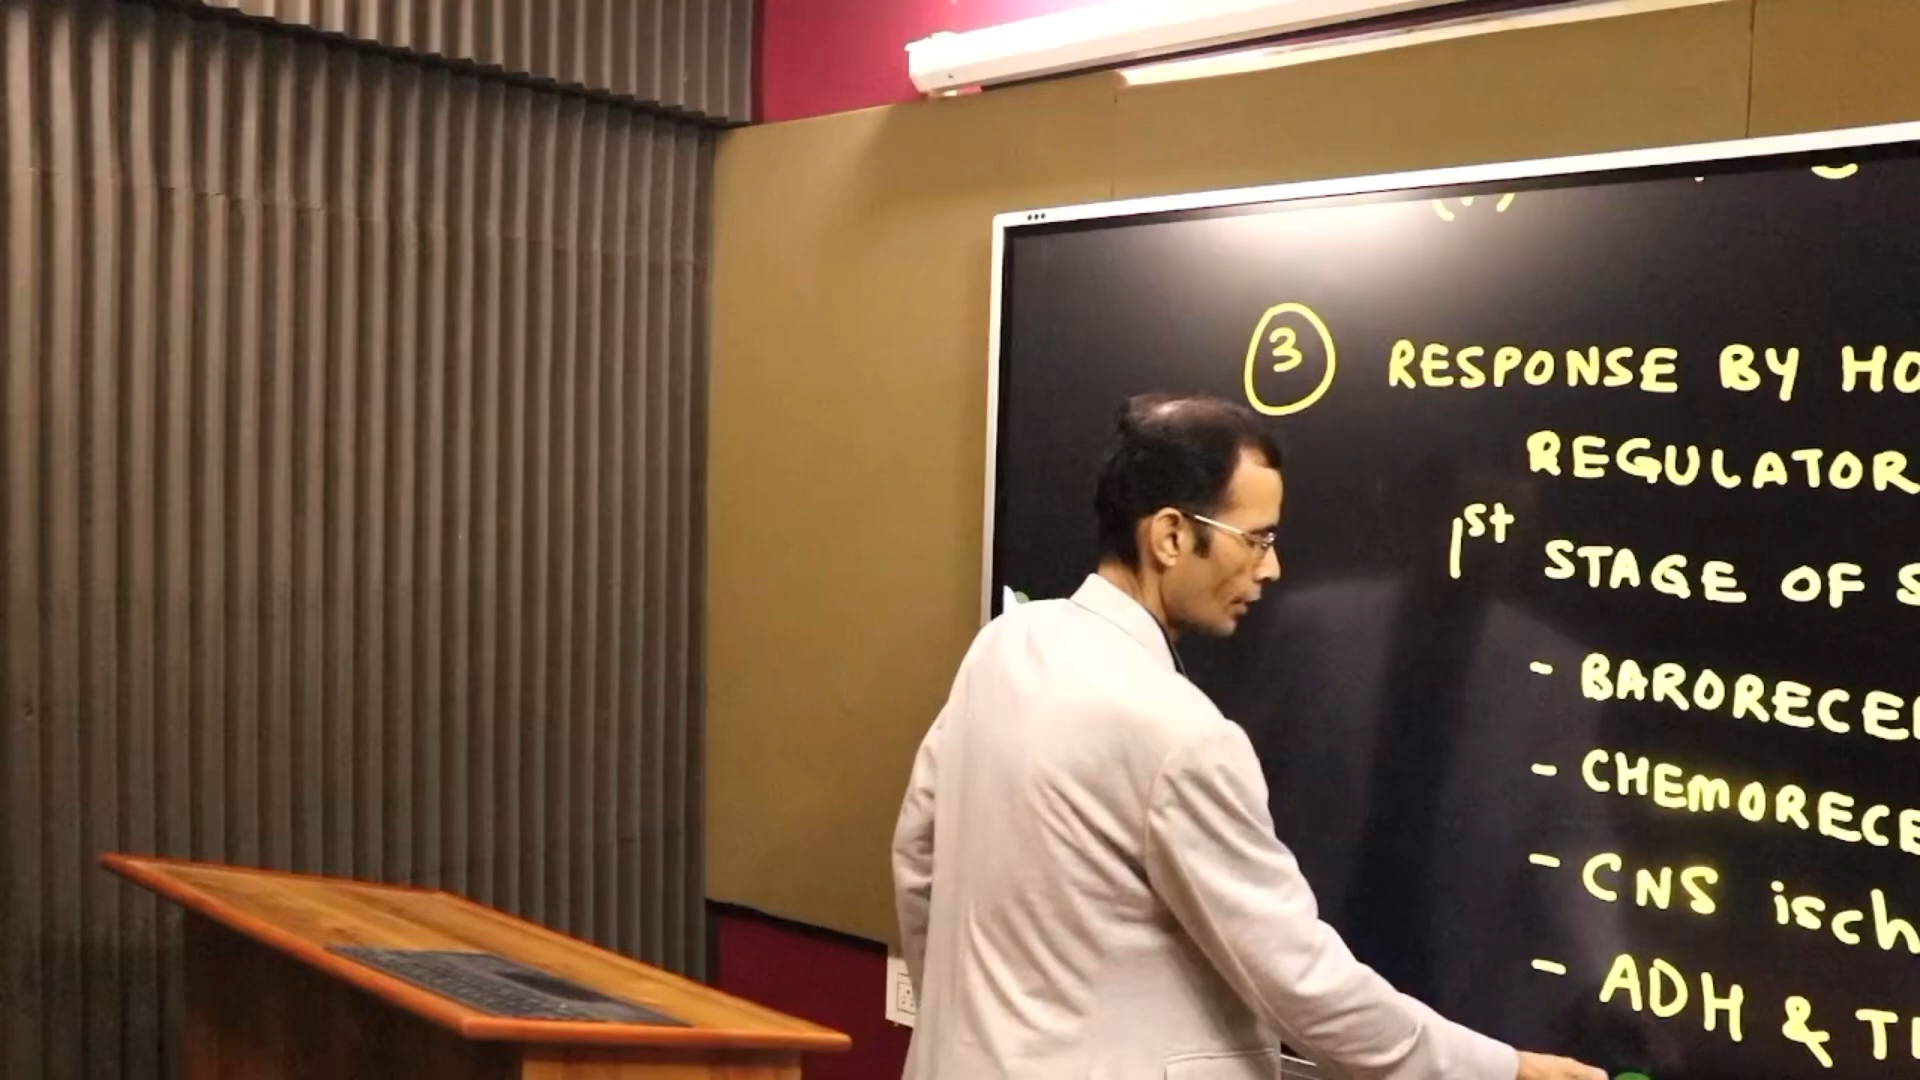 3 RESPONSE BY HO
REGULATOR
1st STAGE OF S
- BARORECE
- CHEMORECE
- CNS isch
- ADH & T